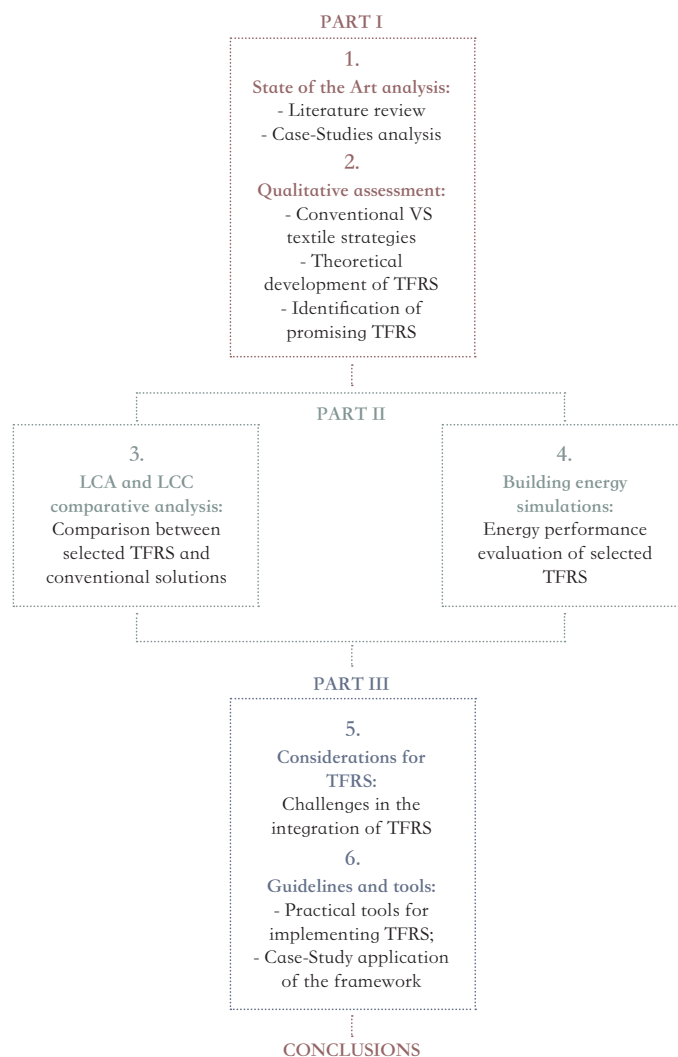 PART I
1.
State of the Art analysis:
- Literature review
- Case-Studies analysis
2.
Qualitative assessment:
- Conventional VS
textile strategies
- Theoretical
development of TFRS
- Identification of
promising TFRS
PART II
3.
LCA and LCC
comparative analysis:
Comparison between
selected TFRS and
conventional solutions
4.
Building energy
simulations:
Energy performance
evaluation of selected
TFRS
PART III
5.
Considerations for
TFRS:
Challenges in the
integration of TFRS
6.
Guidelines and tools:
- Practical tools for
implementing TFRS;
- Case-Study application
of the framework
CONCLUSIONS